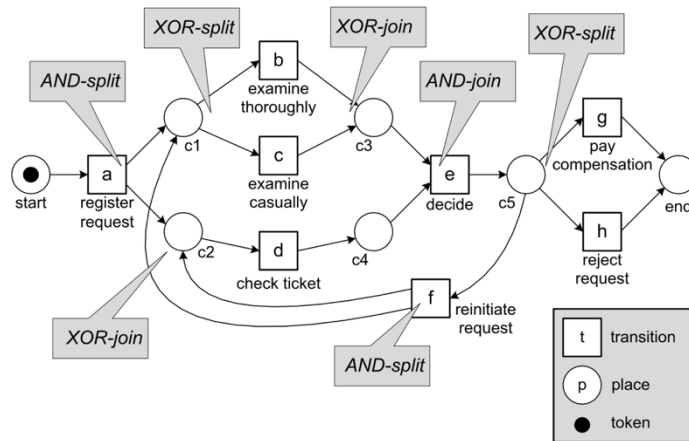 XOR-split
XOR-join
XOR-split
AND-split
b
AND-join
examine
thoroughly
g
pay
compensation
c1
c3
a
c
e
start
register
request
examine
casually
decide
c5
end
c2
d
c4
h
check ticket
reject
request
f
reinitiate
request
XOR-join
AND-split
t
transition
p
place
token